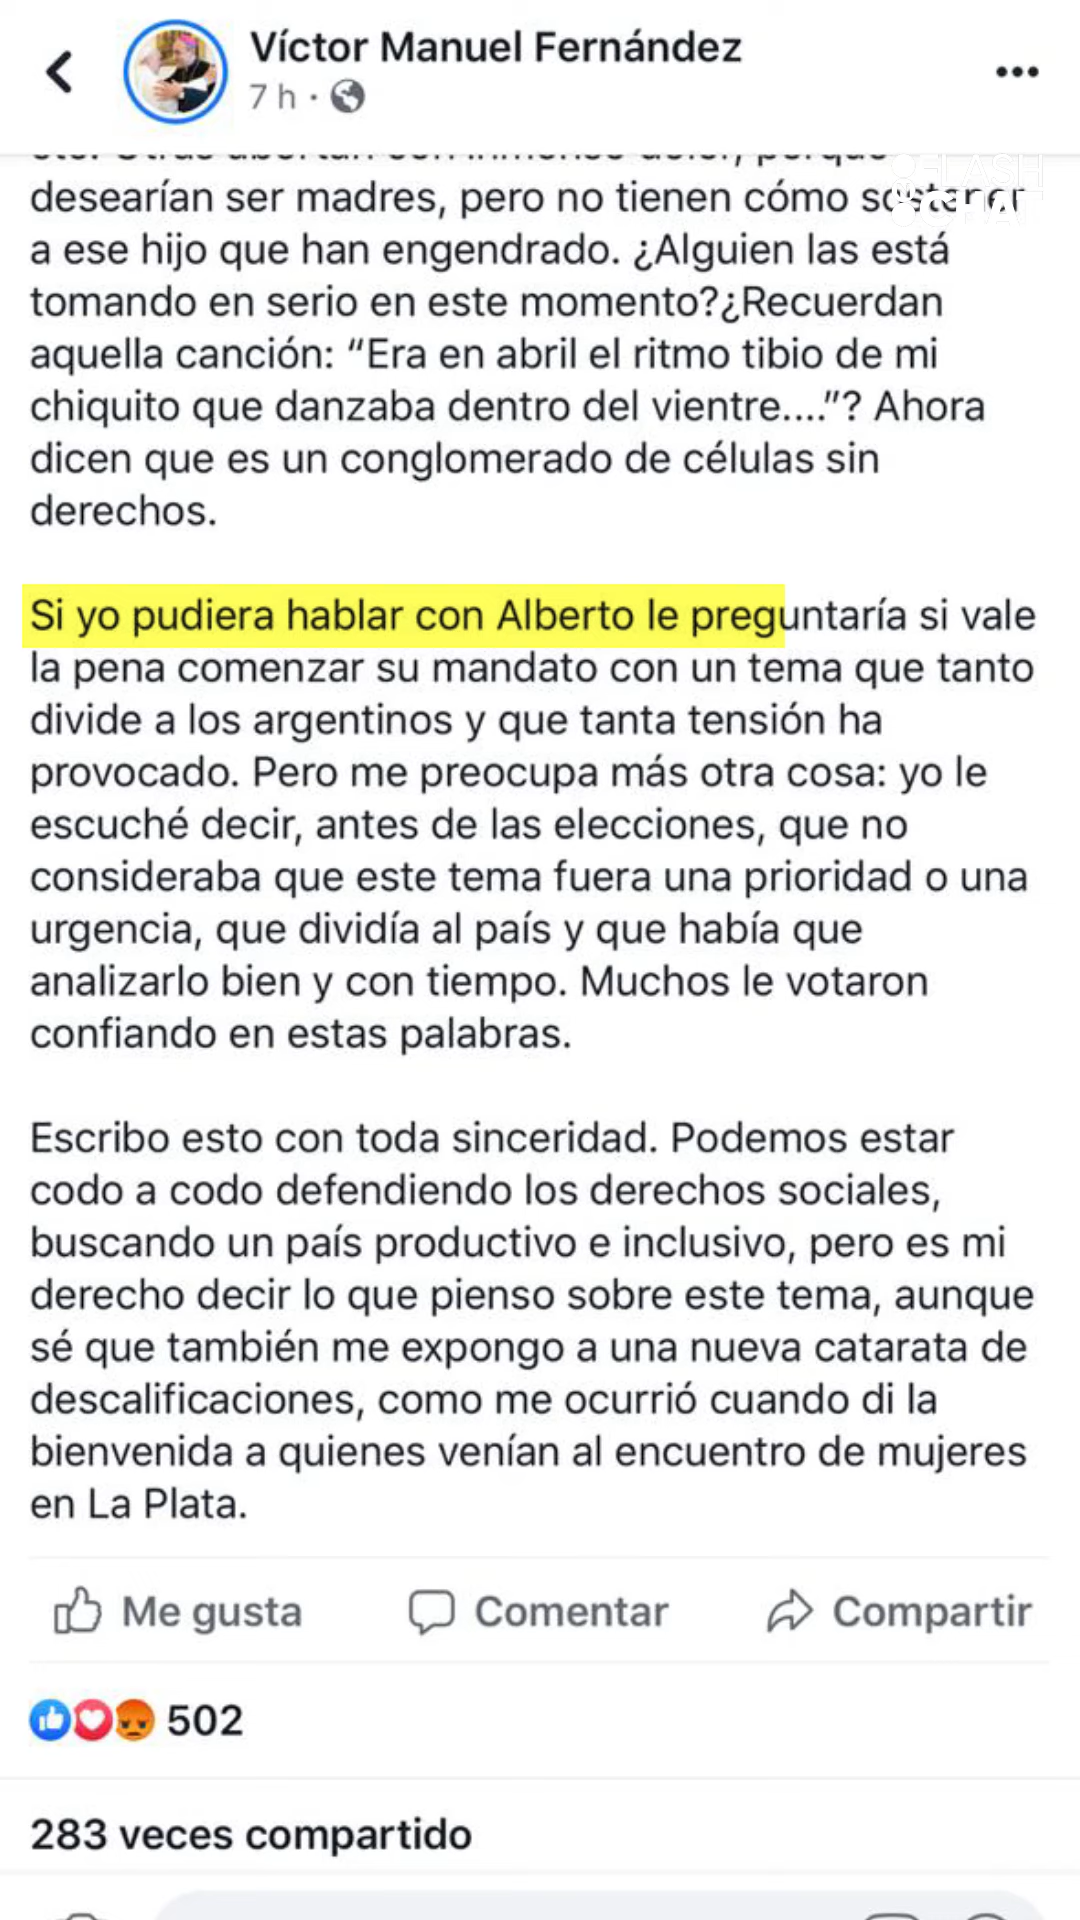 Víctor Manuel Fernández
7 h ·
desearían ser madres, pero no tienen cómo sostener
a ese hijo que han engendrado. ¿Alguien las está
tomando en serio en este momento?¿Recuerdan
aquella canción: “Era en abril el ritmo tibio de mi
chiquito que danzaba dentro del vientre....”? Ahora
dicen que es un conglomerado de células sin
derechos.
Si yo pudiera hablar con Alberto le preguntaría si vale
la pena comenzar su mandato con un tema que tanto
divide a los argentinos y que tanta tensión ha
provocado. Pero me preocupa más otra cosa: yo le
escuché decir, antes de las elecciones, que no
consideraba que este tema fuera una prioridad o una
urgencia, que dividía al país y que había que
analizarlo bien y con tiempo. Muchos le votaron
confiando en estas palabras.
Escribo esto con toda sinceridad. Podemos estar
codo a codo defendiendo los derechos sociales,
buscando un país productivo e inclusivo, pero es mi
derecho decir lo que pienso sobre este tema, aunque
sé que también me expongo a una nueva catarata de
descalificaciones, como me ocurrió cuando di la
bienvenida a quienes venían al encuentro de mujeres
en La Plata.
Me gusta
Comentar
Compartir
502
283 veces compartido